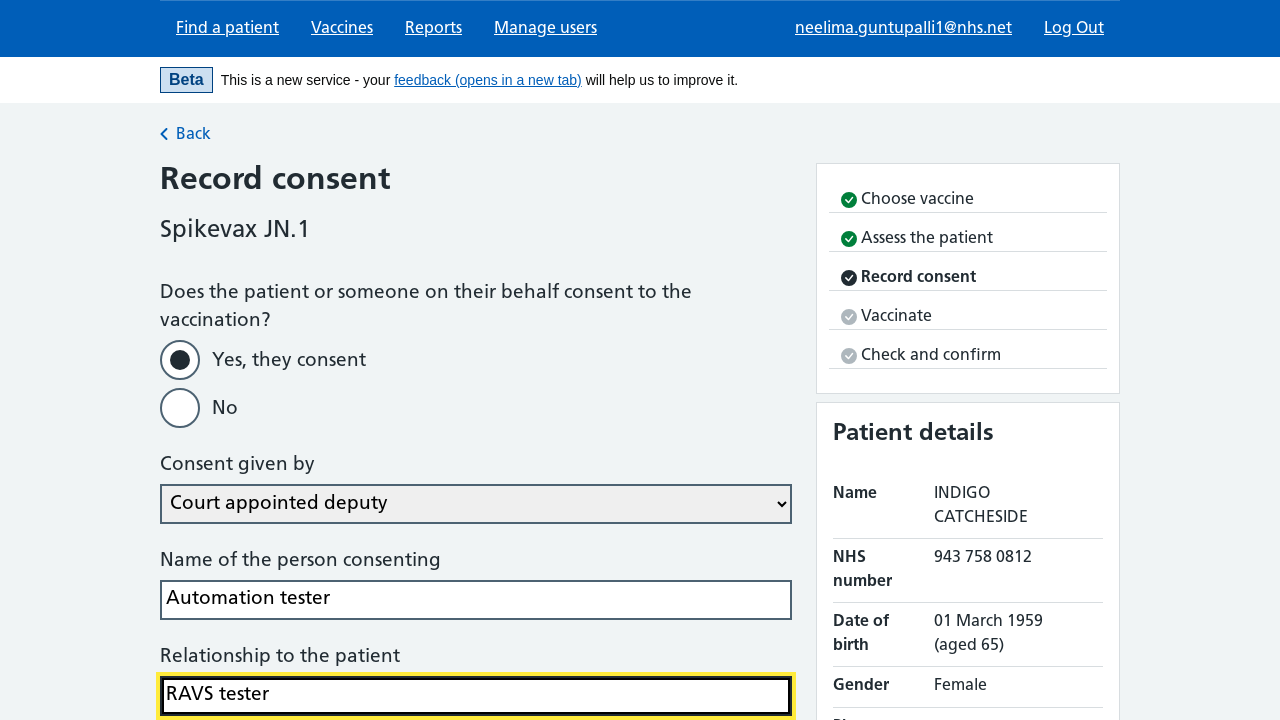 Find a patient
Vaccines
Reports
Manage users
neelima.guntupalli1@nhs.net
Log Out
Beta
This is a new service - your feedback (opens in a new tab) will help us to improve it.
Back
Record consent
Spikevax JN.1
Does the patient or someone on their behalf consent to the
vaccination?
Yes, they consent
No
Consent given by
Court appointed deputy
Name of the person consenting
Automation tester
Relationship to the patient
RAVS tester
Choose vaccine
Assess the patient
Record consent
Vaccinate
Check and confirm
Patient details
Name
INDIGO
CATCHESIDE
NHS
number
943 758 0812
Date of
birth
01 March 1959
(aged 65)
Gender
Female